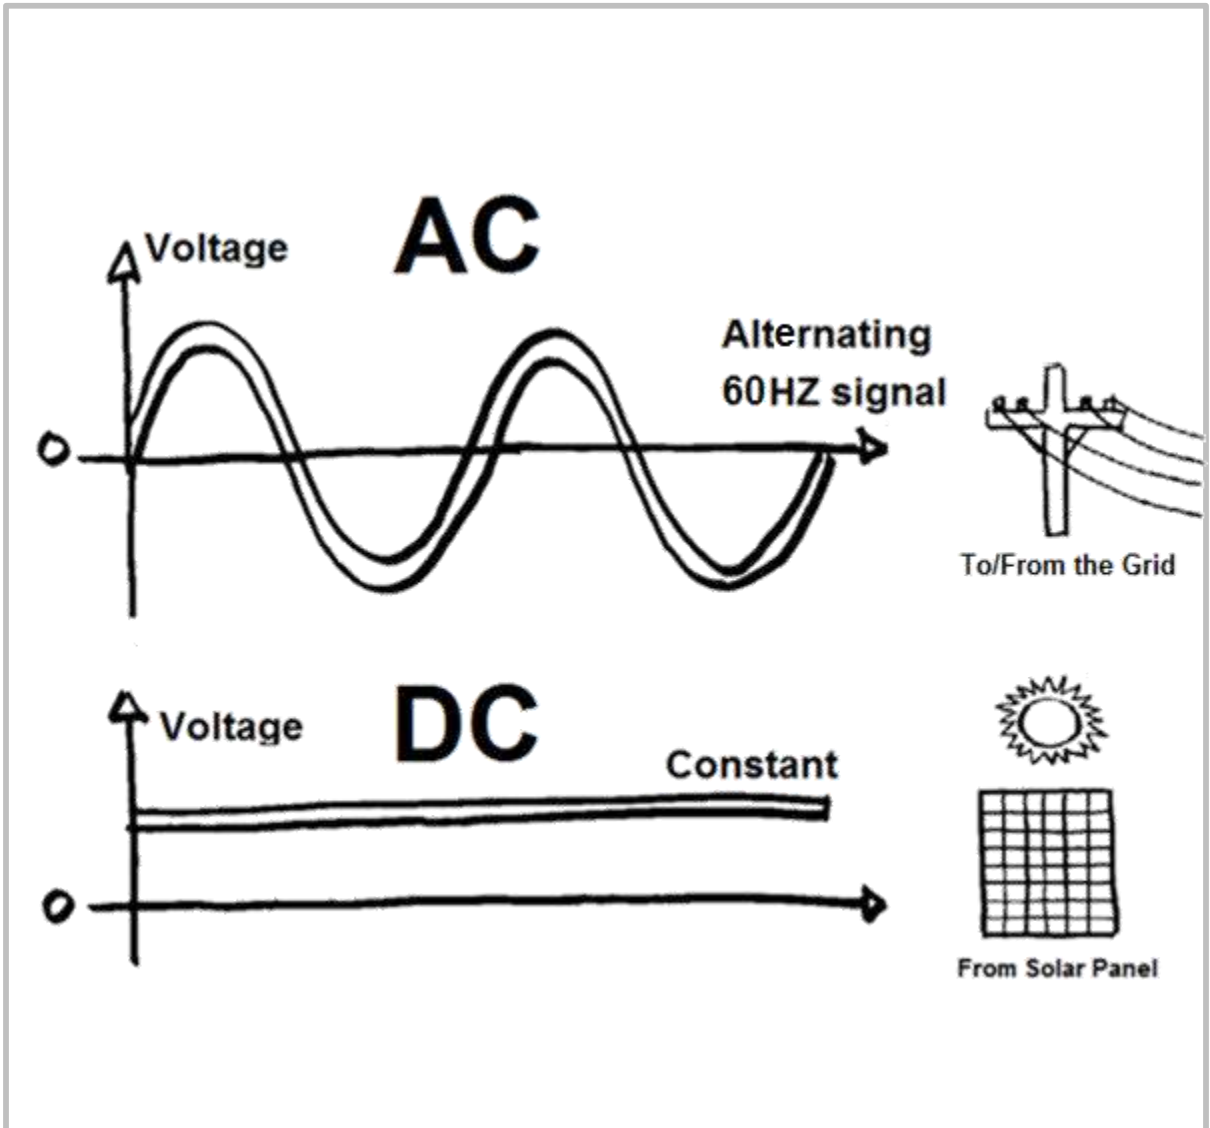 AC
Voltage
Alternating
60HZ signal
0
To/From the Grid
DC
Voltage
Constant
0
From Solar Panel